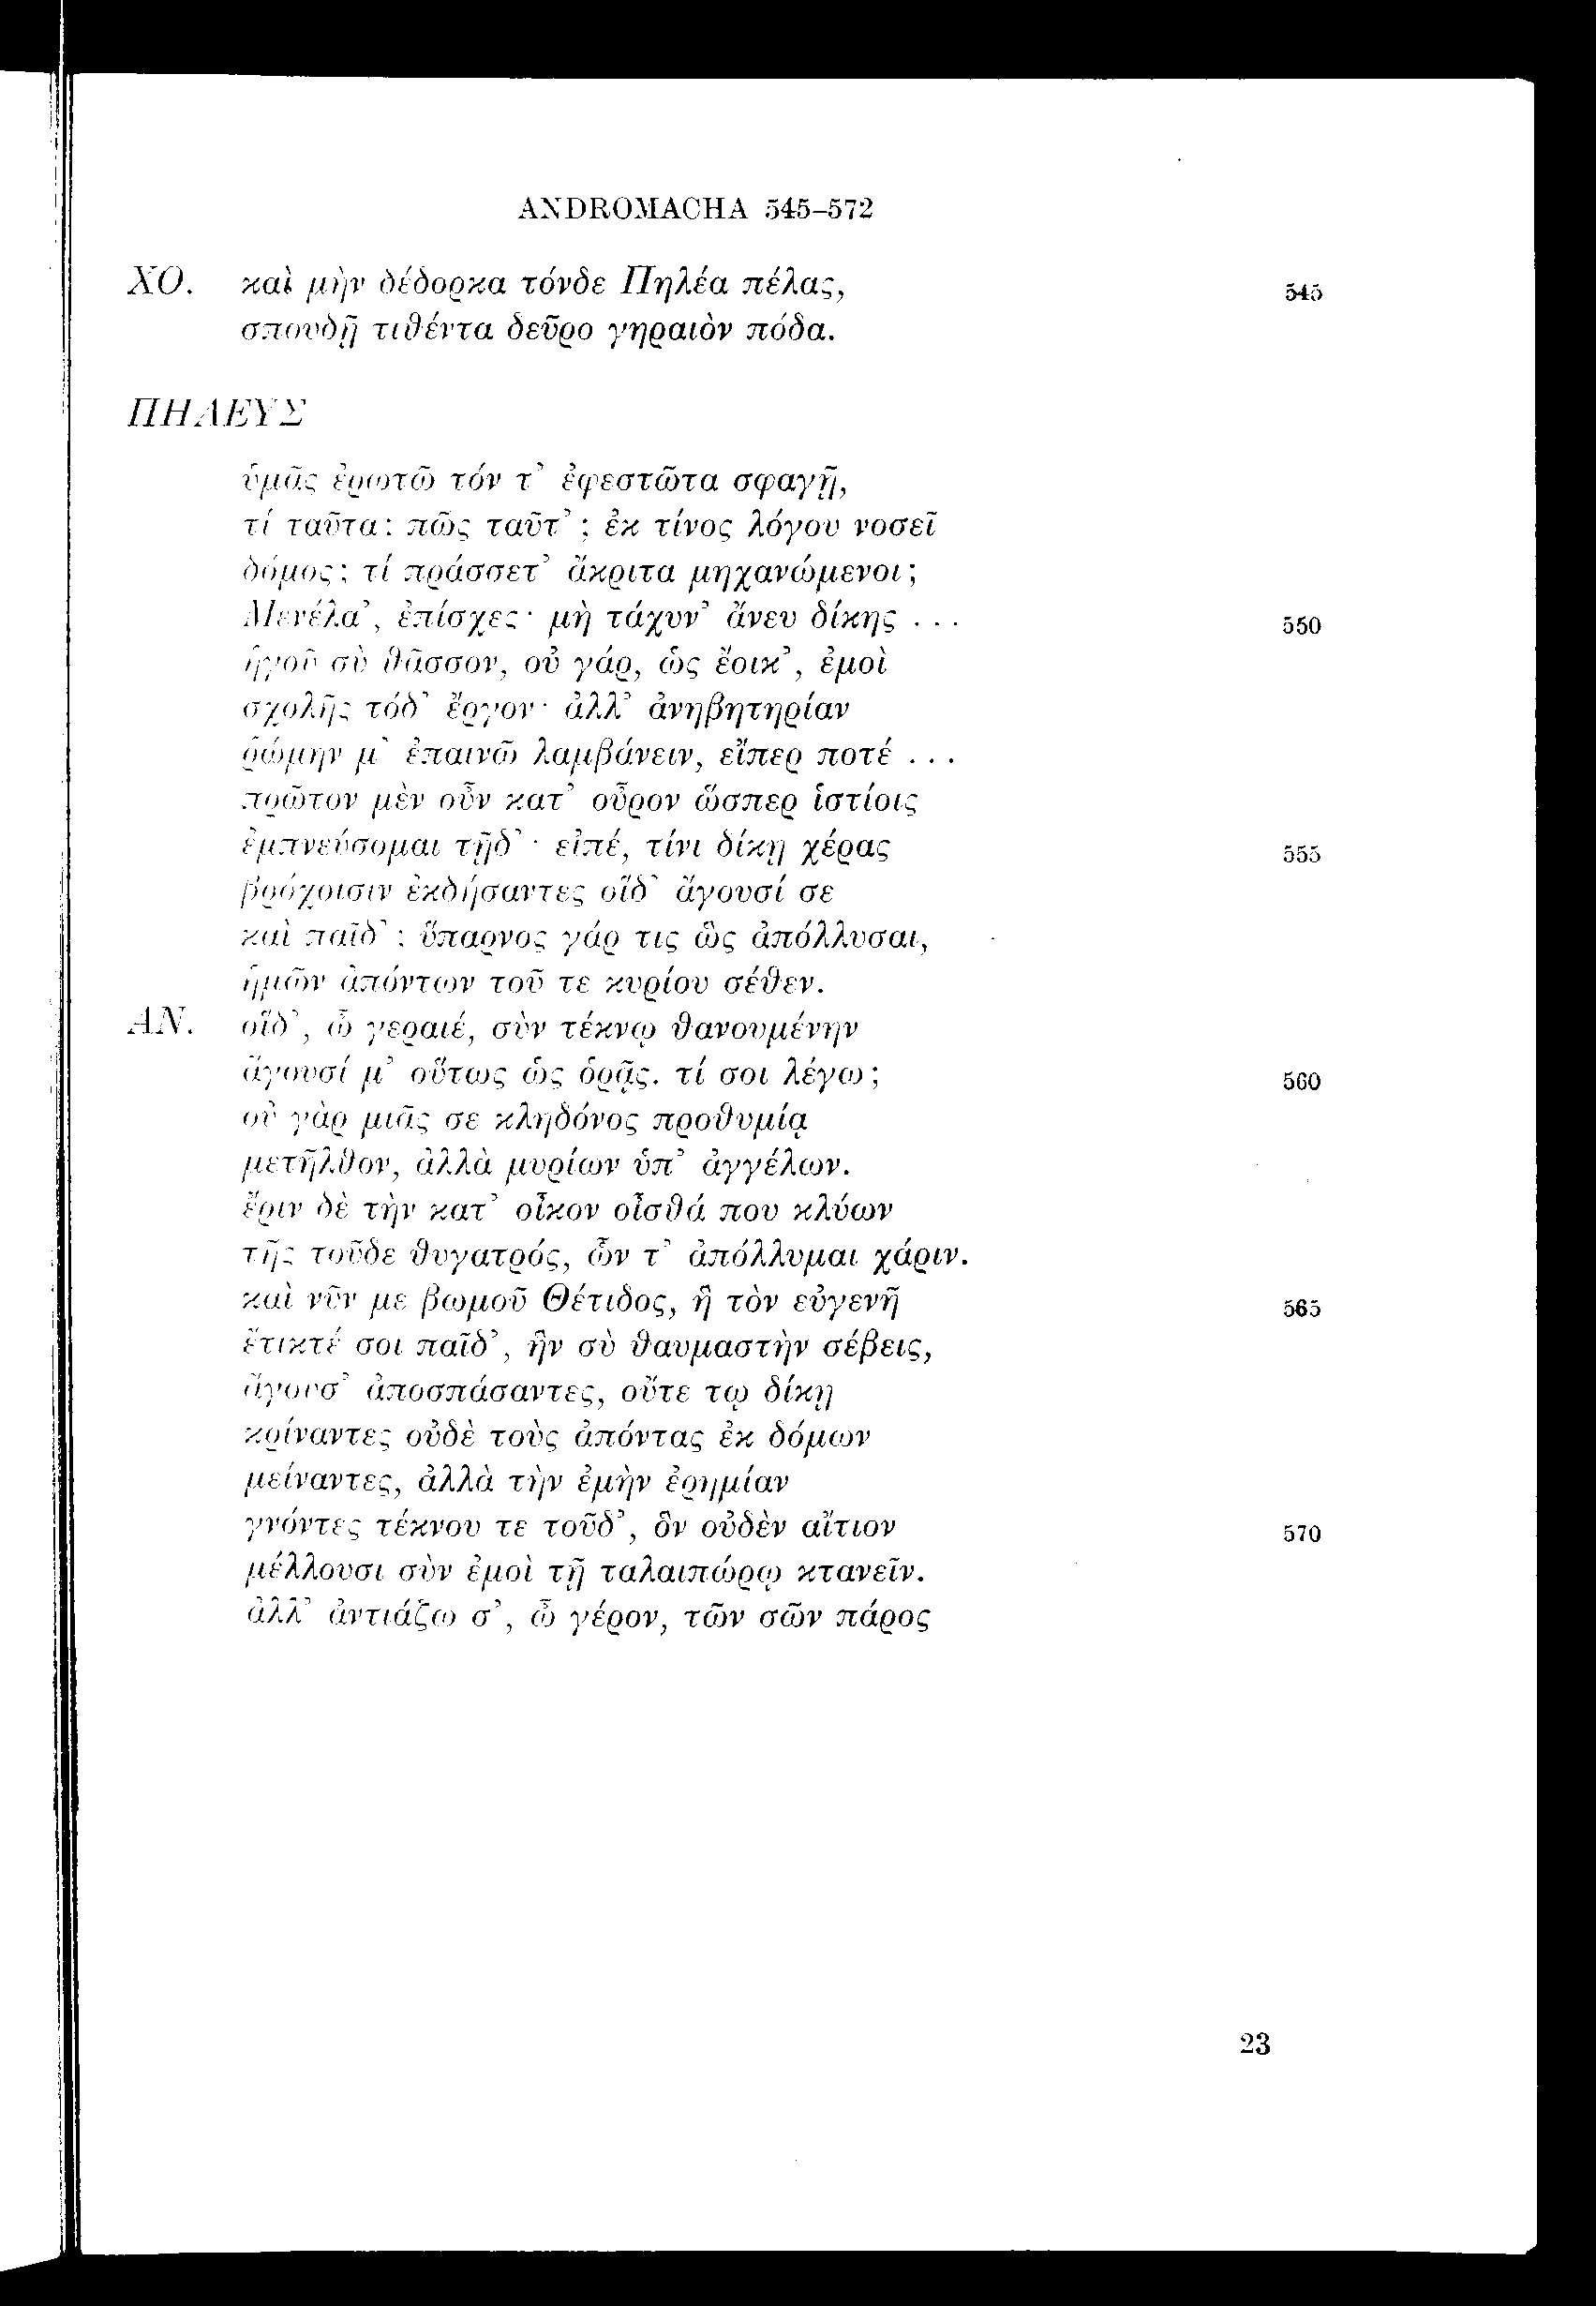 ANDROMACHA 545–572
ΧΟ. καὶ μὴν δέδορκα τόνδε Πηλέα πέλας, 545
σπουδῇ τιθέντα δεῦρο γηραιὸν πόδα.
ΠΗΛΕΥΣ
ὑμᾶς ἐρωτῶ τόν τ’ ἐφεστῶτα σφαγῇ,
τί ταῦτα; πῶς ταῦτ’; ἐκ τίνος λόγου νοσεῖ
δόμος; τί πράσσετ’ ἄκριτα μηχανώμενοι;
Μενέλα’, ἐπίσχες· μὴ τάχυν’ ἄνευ δίκης ... 550
ἡγοῦ σὺ θᾶσσον, οὐ γάρ, ὡς ἔοικ’, ἐμοὶ
σχολῆς τόδ’ ἔργον· ἀλλ’ ἀνηβητηρίαν
ῥώμην μ’ ἐπαινῶ λαμβάνειν, εἴπερ ποτέ ...
πρῶτον μὲν οὖν κατ’ οὖρον ὥσπερ ἱστίοις
ἐμπνεύσομαι τῇδ’· εἰπέ, τίνι δίκῃ χέρας 555
βρόχοισιν ἐκδήσαντες οἵδ’ ἄγουσί σε
καὶ παῖδ’; ὕπαρνος γάρ τις ὣς ἀπόλλυσαι,
ἡμῶν ἀπόντων τοῦ τε κυρίου σέθεν.
ΑΝ. οἵδ’, ὦ γεραιέ, σὺν τέκνῳ θανουμένην
ἄγουσί μ’ οὕτως ὡς ὁρᾷς. τί σοι λέγω; 560
οὐ γὰρ μιᾶς σε κληδόνος προθυμίᾳ
μετῆλθον, ἀλλὰ μυρίων ὑπ’ ἀγγέλων.
ἔριν δὲ τὴν κατ’ οἶκον οἶσθά που κλύων
τῆς τοῦδε θυγατρός, ὧν τ’ ἀπόλλυμαι χάριν.
καὶ νῦν με βωμοῦ Θέτιδος, ἣ τὸν εὐγενῆ 565
ἔτικτέ σοι παῖδ’, ἣν σὺ θαυμαστὴν σέβεις,
ἄγουσ’ ἀποσπάσαντες, οὔτε τῳ δίκῃ
κρίναντες οὐδὲ τοὺς ἀπόντας ἐκ δόμων
μείναντες, ἀλλὰ τὴν ἐμὴν ἐρημίαν
γνόντες τέκνου τε τοῦδ’, ὃν οὐδὲν αἴτιον 570
μέλλουσι σὺν ἐμοὶ τῇ ταλαιπώρῳ κτανεῖν.
ἀλλ’ ἀντιάζω σ’, ὦ γέρον, τῶν σῶν πάρος
23